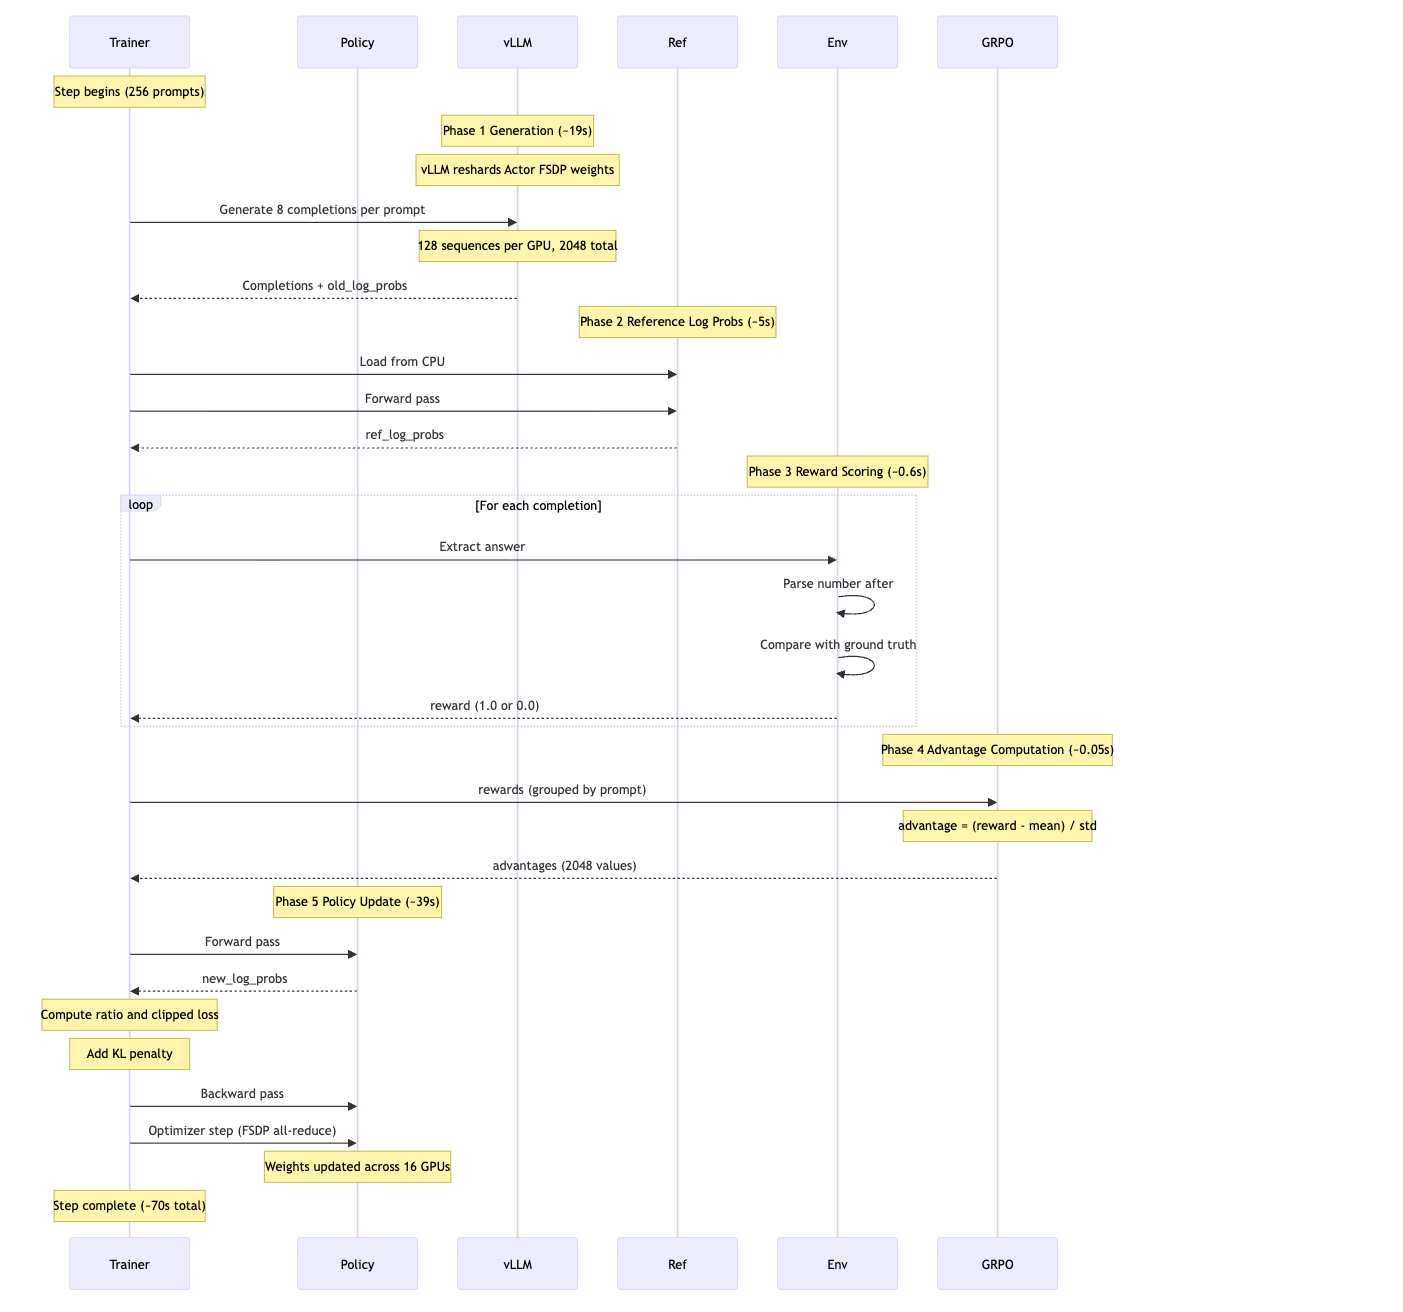 Trainer
Policy
vLLM
Ref
Env
GRPO
Step begins (256 prompts)
Phase 1 Generation (~19s)
vLLM reshards Actor FSDP weights
Generate 8 completions per prompt
128 sequences per GPU, 2048 total
Completions + old_log_probs
Phase 2 Reference Log Probs (~5s)
Load from CPU
Forward pass
ref_log_probs
Phase 3 Reward Scoring (~0.6s)
loop
[For each completion]
Extract answer
Parse number after
Compare with ground truth
reward (1.0 or 0.0)
Phase 4 Advantage Computation (~0.05s)
rewards (grouped by prompt)
advantage = (reward - mean) / std
advantages (2048 values)
Phase 5 Policy Update (~39s)
Forward pass
new_log_probs
Compute ratio and clipped loss
Add KL penalty
Backward pass
Optimizer step (FSDP all-reduce)
Weights updated across 16 GPUs
Step complete (~70s total)
Trainer
Policy
vLLM
Ref
Env
GRPO